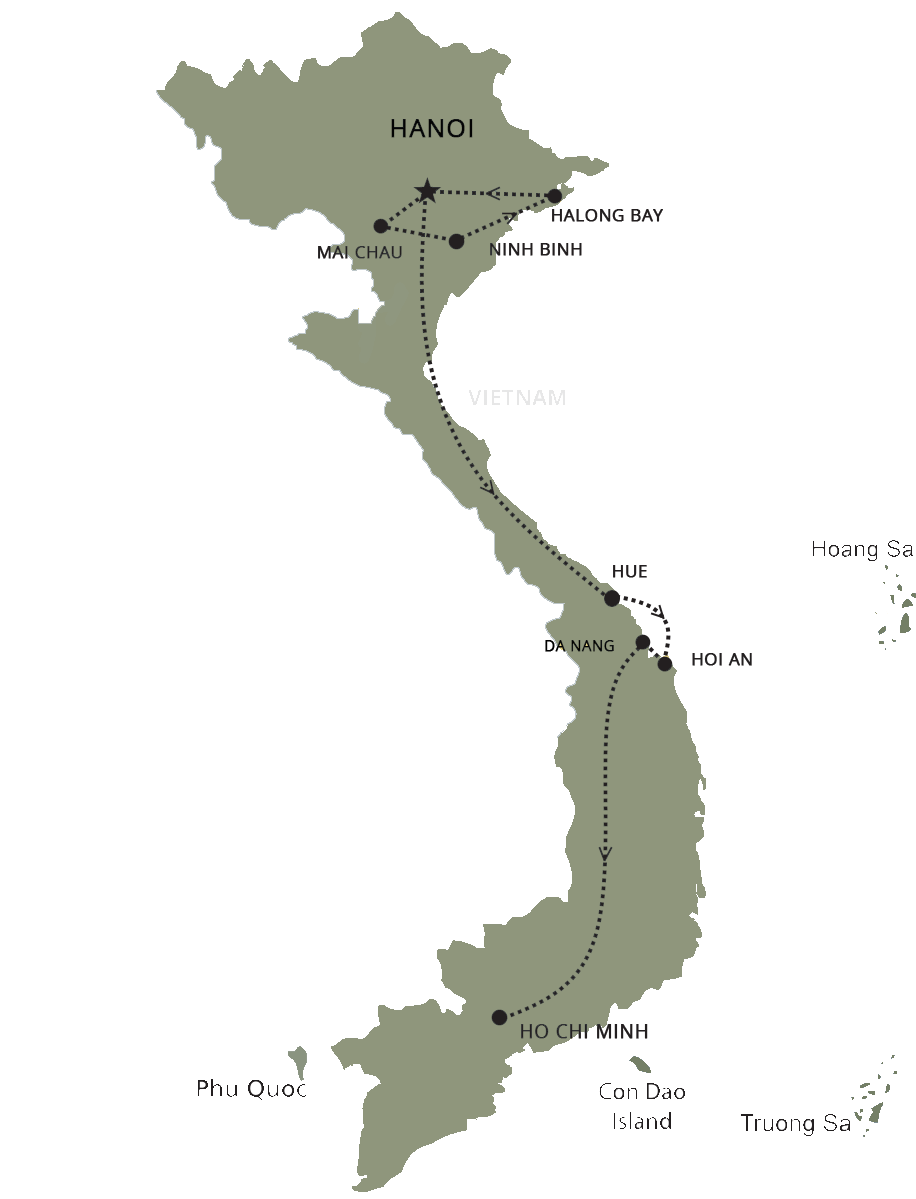 HANOI
HALONG BAY
MAI CHAU
NINH BINH
VIETNAM
Hoang Sa
HUE
DA NANG
HOI AN
HO CHI MINH
Phu Quoc
Con Dao
Island
Truong Sa